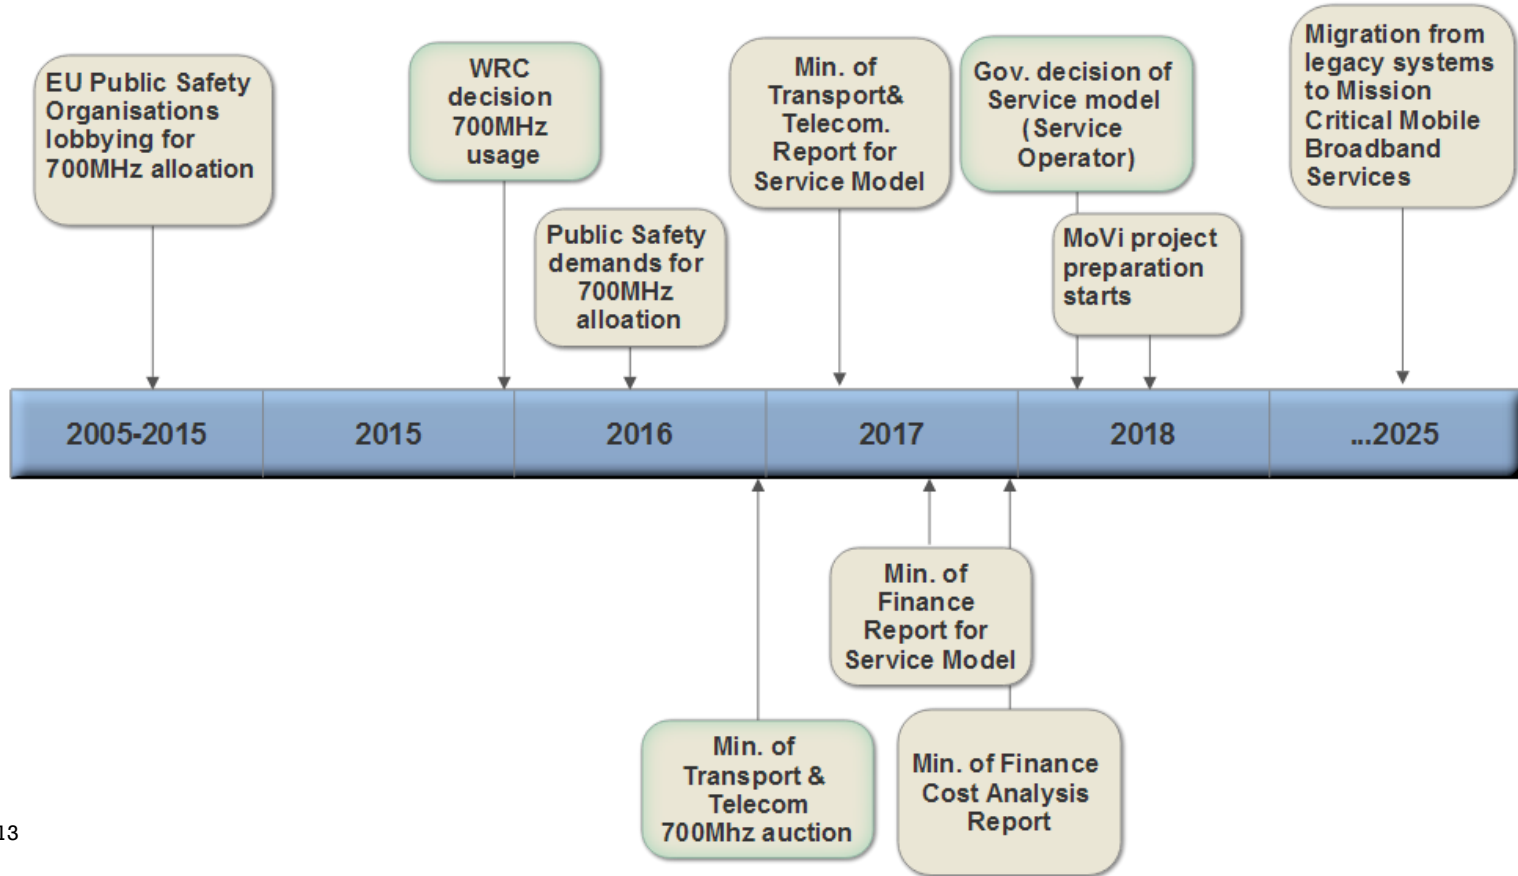 EU Public Safety
Organisations
lobbying for
700MHz alloation
WRC
decision
700MHz
usage
Public Safety
demands for
700MHz
alloation
Min. of
Transport&
Telecom.
Report for
Service Model
Gov. decision of
Service model
(Service
Operator)
MoVi project
preparation
starts
Migration from
legacy systems
to Mission
Critical Mobile
Broadband
Services
2005-2015
2015
2016
2017
2018
...2025
Min. of
Finance
Report for
Service Model
Min. of
Transport &
Telecom
700Mhz auction
Min. of Finance
Cost Analysis
Report
13